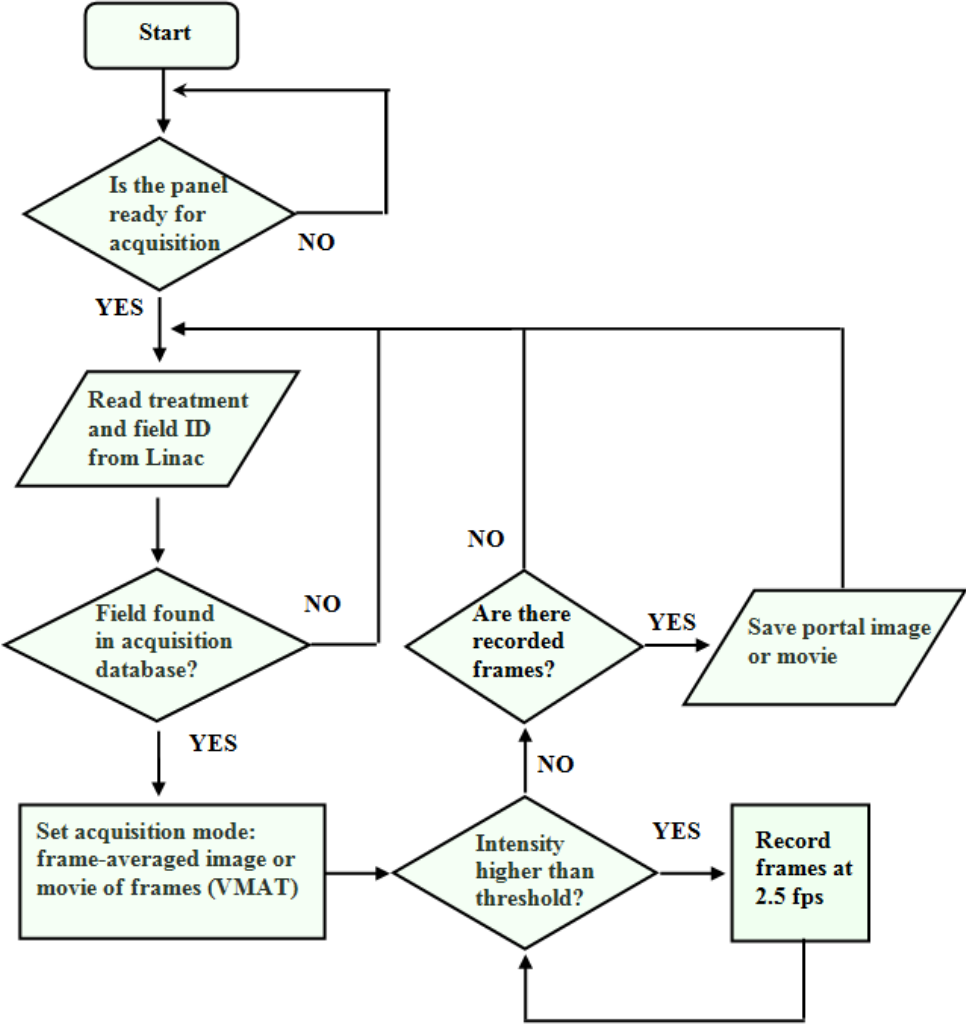 Start
Is the panel
ready for
acquisition
NO
YES
Read treatment
and field ID
from Linac
Field found
in acquisition
database?
NO
YES
Set acquisition mode:
frame-averaged image or
movie of frames (VMAT)
Intensity
higher than
threshold?
YES
Record
frames at
2.5 fps
NO
Are there
recorded
frames?
NO
YES
Save portal image
or movie